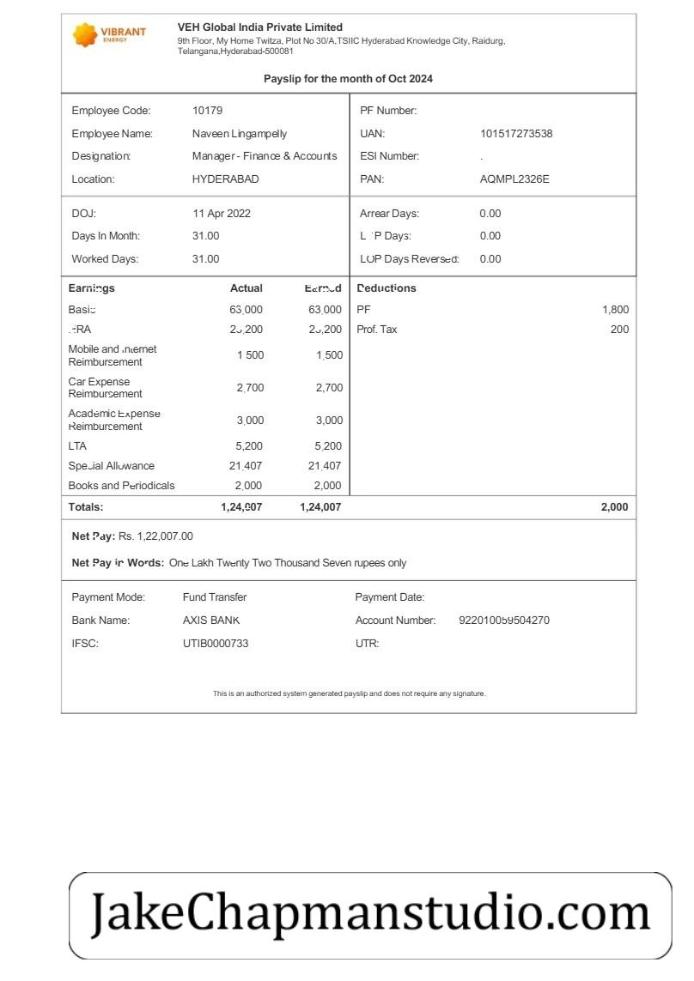 VIBRANT
ENERGY
VEH Global India Private Limited
9th Floor, My Home Twitza, Plot No 30/A,TSIIC Hyderabad Knowledge City, Raidurg,
Telangana,Hyderabad-500081
Payslip for the month of Oct 2024
Employee Code: 10179 PF Number:
Employee Name: Naveen Lingampelly UAN: 101517273538
Designation: Manager - Finance & Accounts ESI Number: .
Location: HYDERABAD PAN: AQMPL2326E
DOJ: 11 Apr 2022 Arrear Days: 0.00
Days In Month: 31.00 L P Days: 0.00
Worked Days: 31.00 LOP Days Reversed: 0.00
Earnings Actual Earned Deductions
Basic 63,000 63,000 PF 1,800
Prof. Tax 200
Mobile and Internet
Reimbursement 1 500 1,500
Car Expense
Reimbursement 2,700 2,700
Academic Expense
Reimbursement 3,000 3,000
LTA 5,200 5,200
Special Allowance 21,407 21,407
Books and Periodicals 2,000 2,000
Totals: 1,24,007 1,24,007 2,000
Net Pay: Rs. 1,22,007.00
Net Pay in Words: One Lakh Twenty Two Thousand Seven rupees only
Payment Mode: Fund Transfer Payment Date:
Bank Name: AXIS BANK Account Number: 922010059504270
IFSC: UTIB0000733 UTR:
This is an authorized system generated payslip and does not require any signature.
JakeChapmanstudio.com